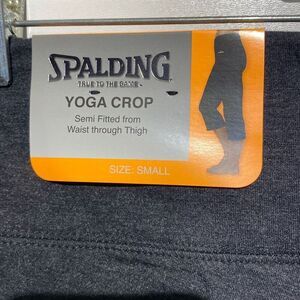 SPALDING
TRUE TO THE GAME
YOGA CROP
Semi Fitted from
Waist through Thigh
SIZE: SMALL